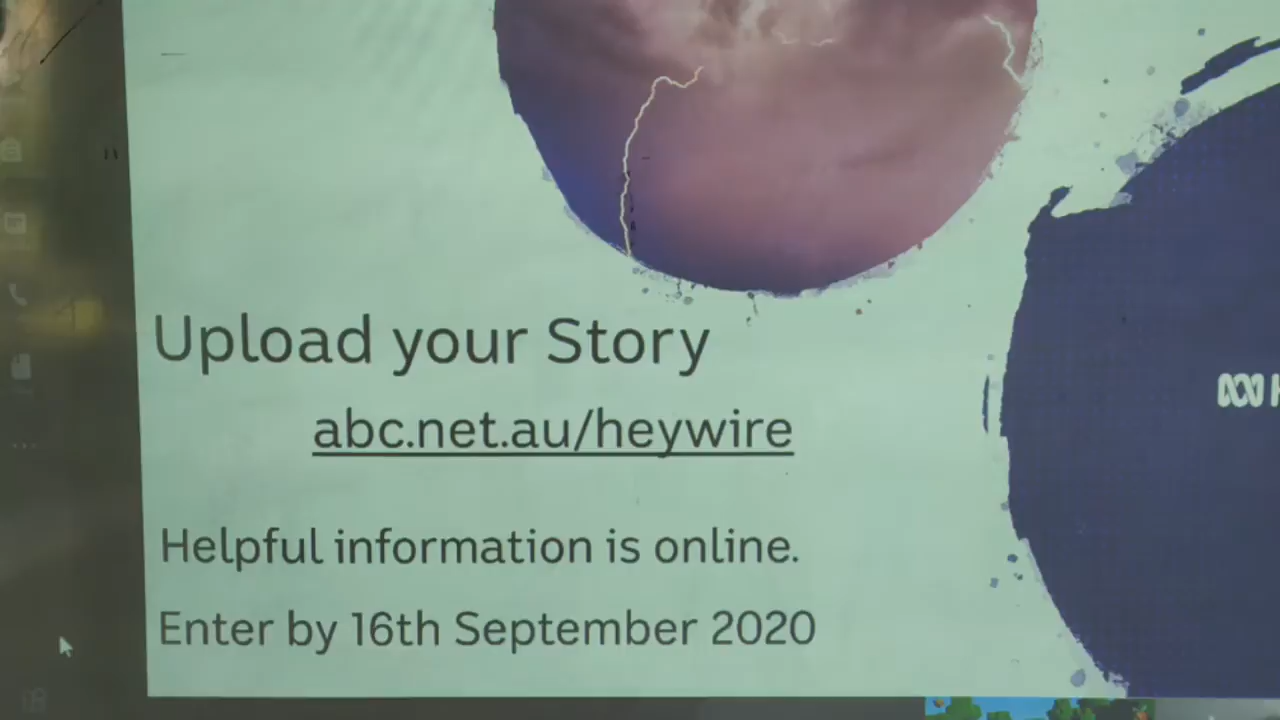 Upload your Story
abc.net.au/heywire
Helpful information is online.
Enter by 16th September 2020